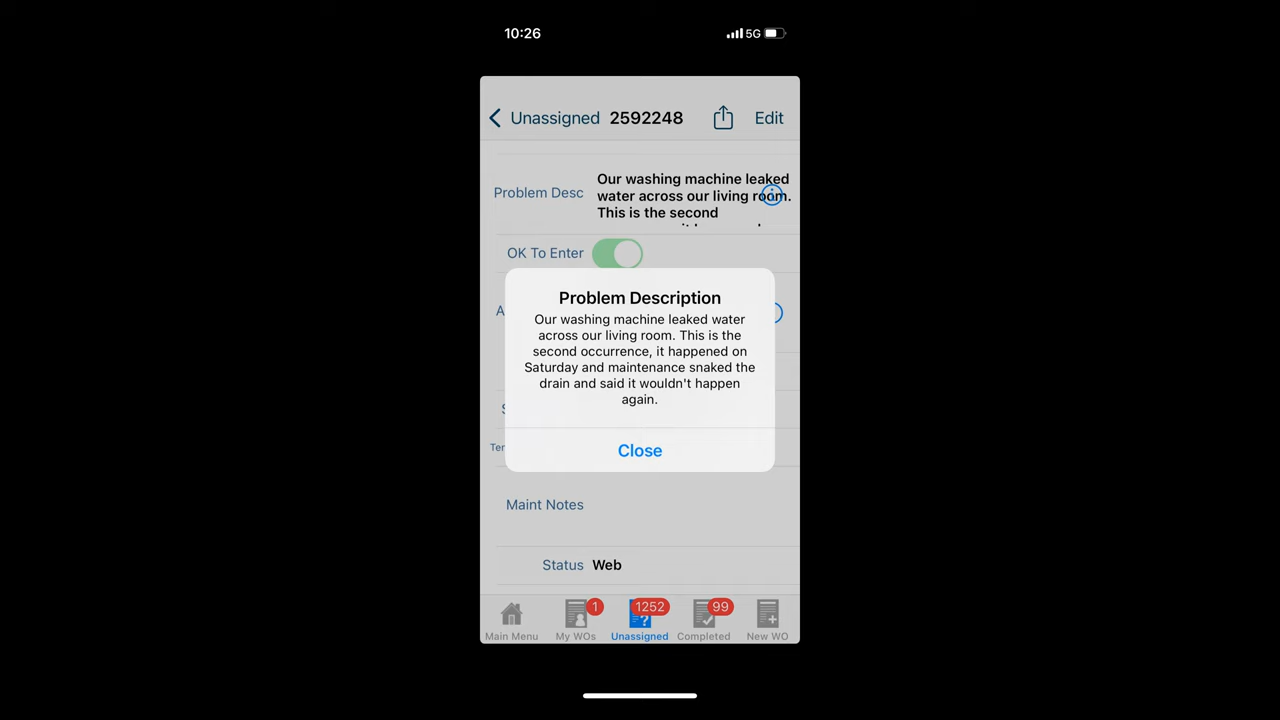 10:26
5G
Unassigned 2592248 Edit
Problem Desc
Our washing machine leaked
water across our living room.
This is the second
OK To Enter
Problem Description
Our washing machine leaked water
across our living room. This is the
second occurrence, it happened on
Saturday and maintenance snaked the
drain and said it wouldn't happen
again.
Close
Maint Notes
Status Web
1 1252 99
Main Menu My WOs Unassigned Completed New WO